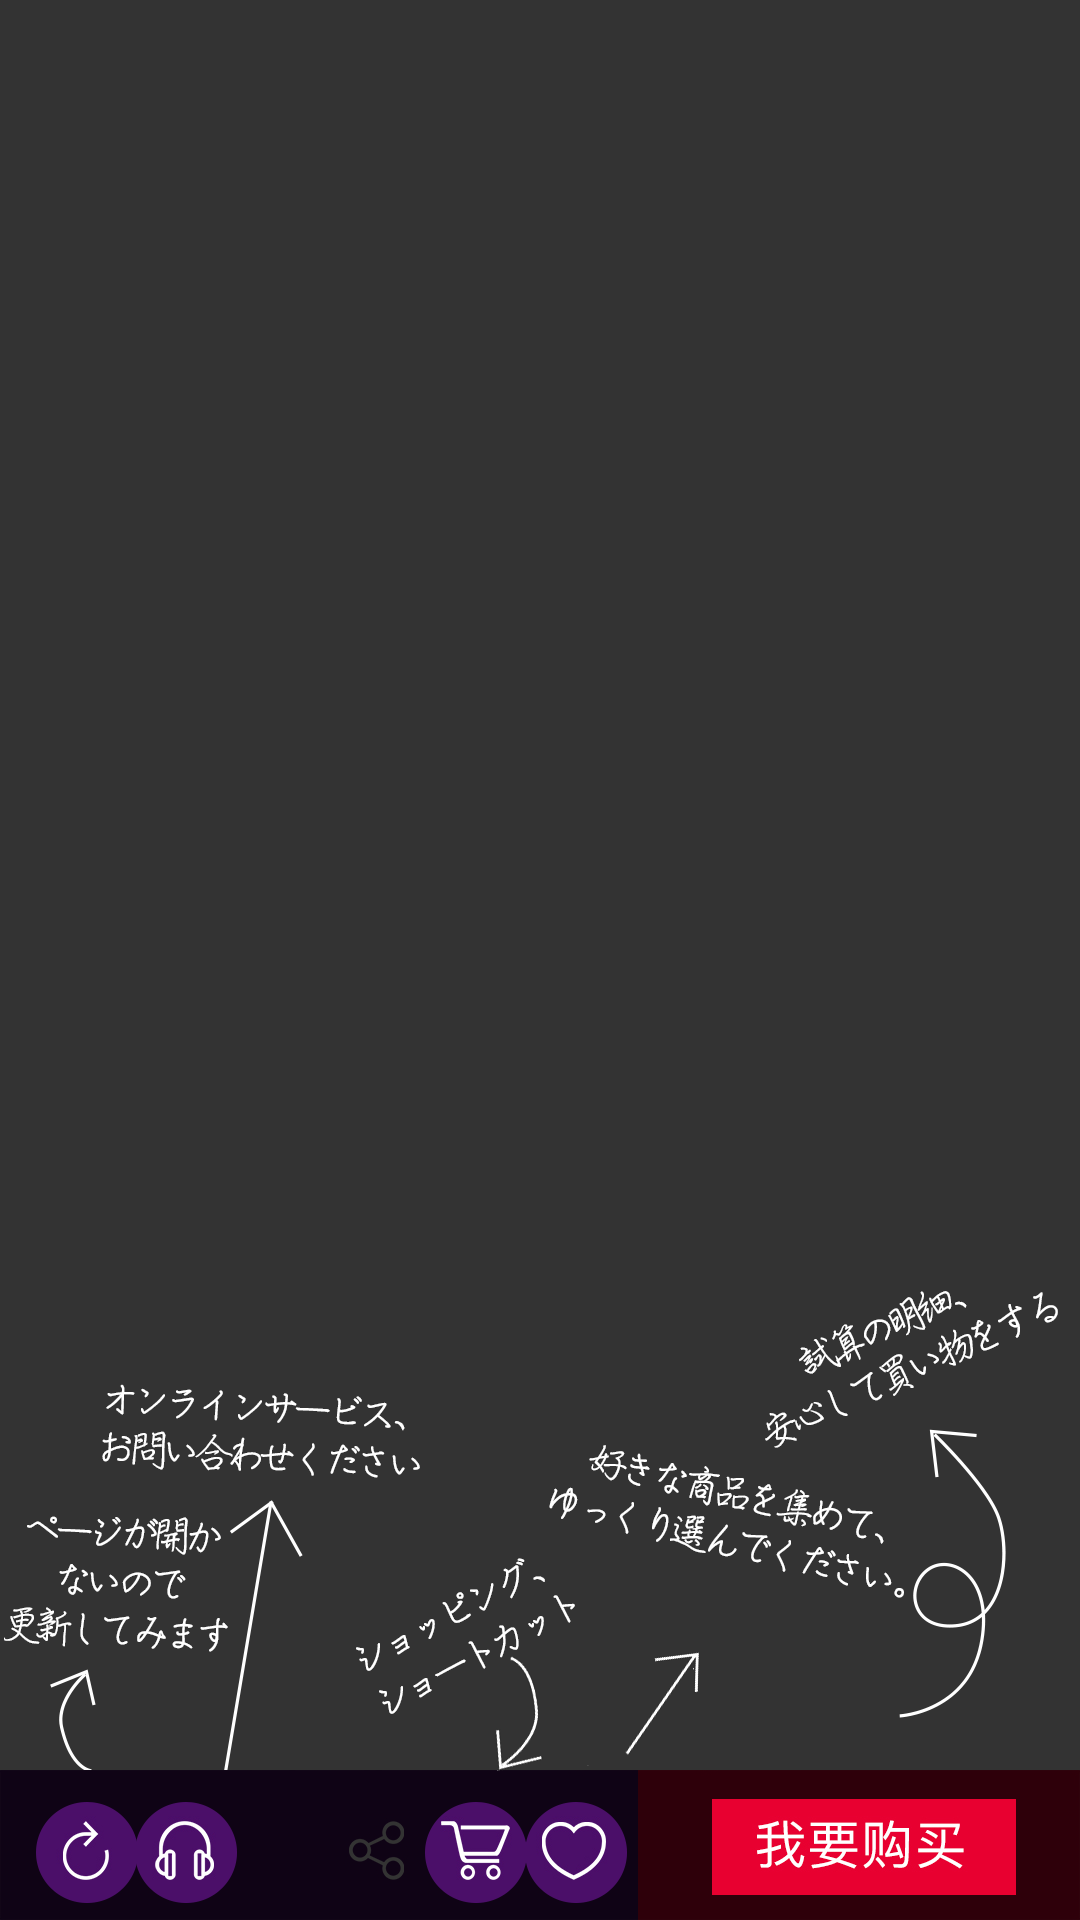 試算の明細、
安心して買い物をする
オンラインサービス、
お問い合わせください
好きな商品を集めて、
ゆっくり選んでください。
ページが開か
ないので
更新してみます
ショッピング、
ショートカット
我要购买